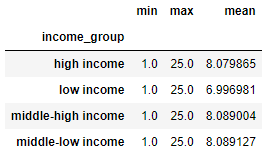 min max mean
income_group
high income 1.0 25.0 8.079865
low income 1.0 25.0 6.996981
middle-high income 1.0 25.0 8.089004
middle-low income 1.0 25.0 8.089127